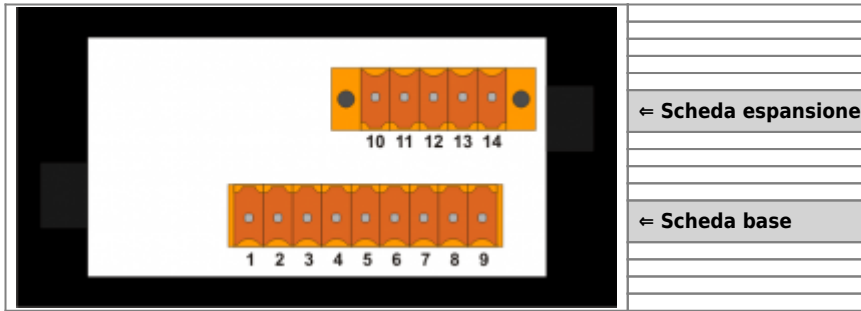 ⇐ Scheda espansione
10 11 12 13 14
⇐ Scheda base
1 2 3 4 5 6 7 8 9